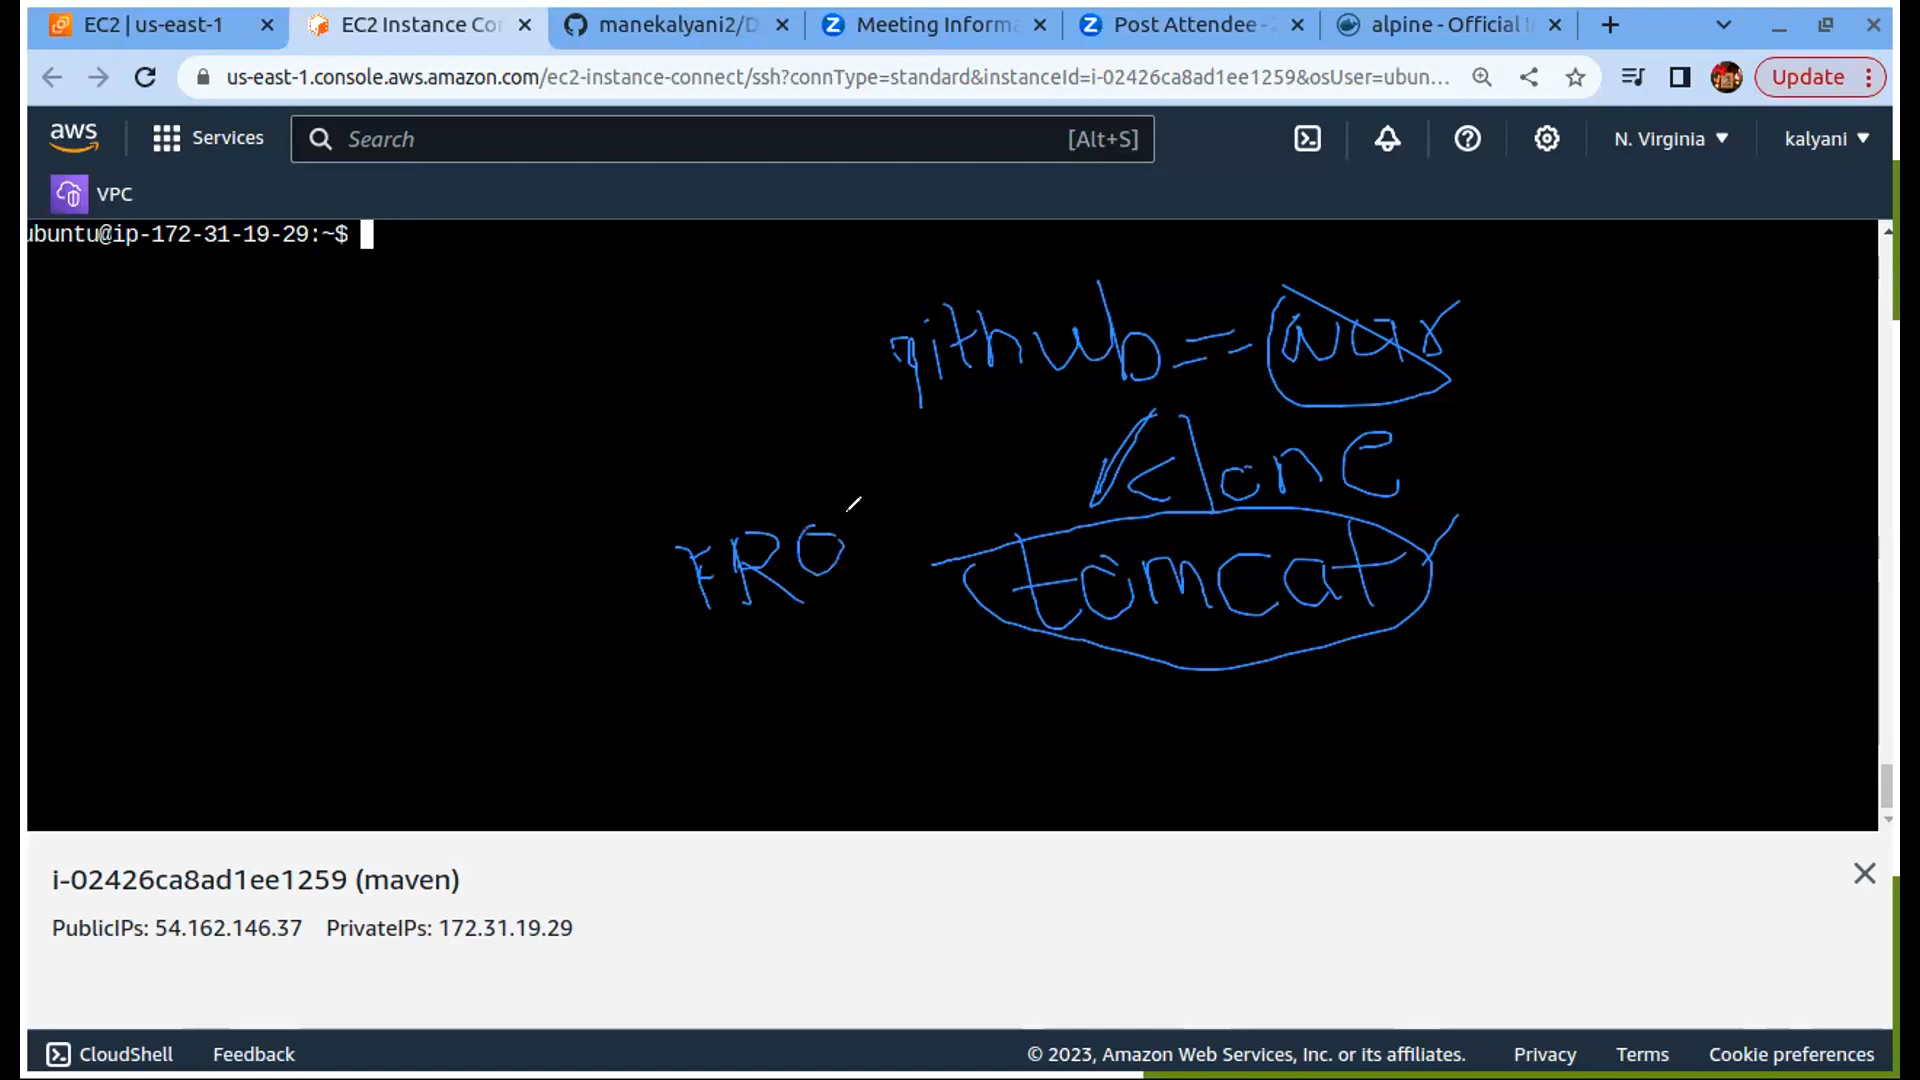 EC2 | us-east-1
EC2 Instance Co
manekalyani2/D
Meeting Informa
Post Attendee -
alpine - Official I
us-east-1.console.aws.amazon.com/ec2-instance-connect/ssh?connType=standard&instanceId=i-02426ca8ad1ee1259&osUser=ubun...
Update
aws
Services
Search
[Alt+S]
N. Virginia
kalyani
VPC
ubuntu@ip-172-31-19-29:~$
github = war
Klone
FRO
tomcat
i-02426ca8ad1ee1259 (maven)
PublicIPs: 54.162.146.37 PrivateIPs: 172.31.19.29
CloudShell
Feedback
© 2023, Amazon Web Services, Inc. or its affiliates.
Privacy
Terms
Cookie preferences